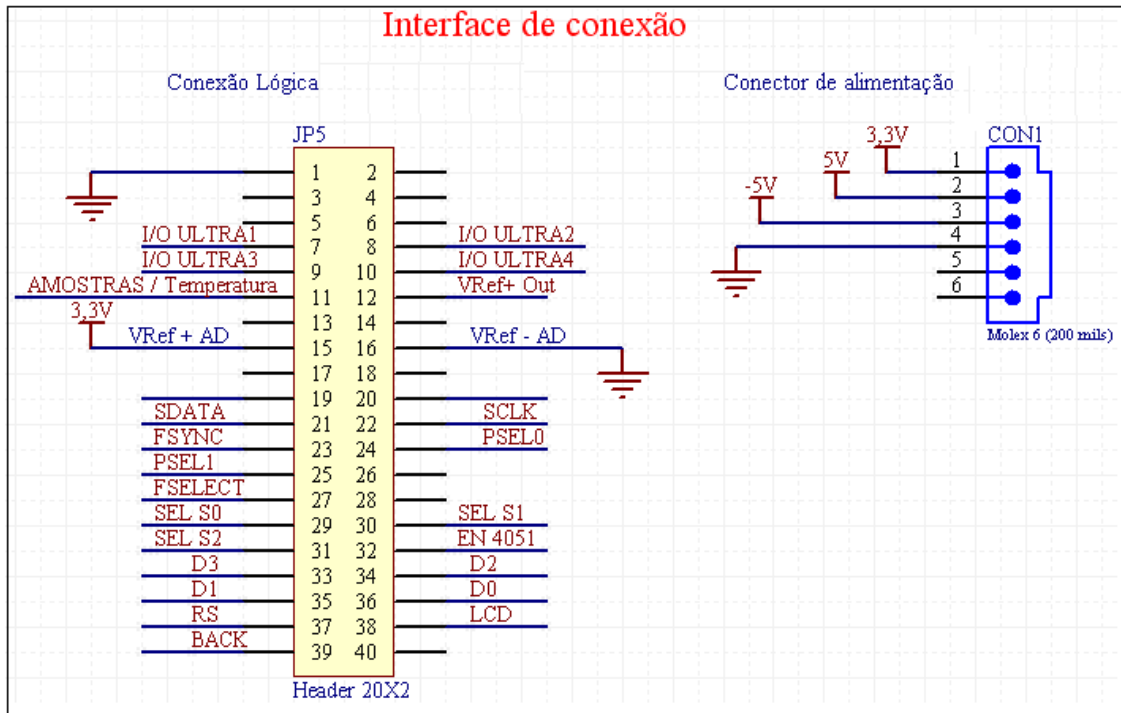 Interface de conexão
Conexão Lógica
JP5
1 2
3 4
5 6
I/O ULTRA1 7 8 I/O ULTRA2
I/O ULTRA3 9 10 I/O ULTRA4
AMOSTRAS / Temperatura 11 12 VRef+ Out
3,3V 13 14
VRef + AD 15 16 VRef - AD
17 18
19 20
SDATA 21 22 SCLK
FSYNC 23 24 PSEL0
PSEL1 25 26
FSELECT 27 28
SEL S0 29 30 SEL S1
SEL S2 31 32 EN 4051
D3 33 34 D2
D1 35 36 D0
RS 37 38 LCD
BACK 39 40
Header 20X2
Conector de alimentação
CON1
3,3V 1
5V 2
-5V 3
4
5
6
Molex 6 (200 mils)